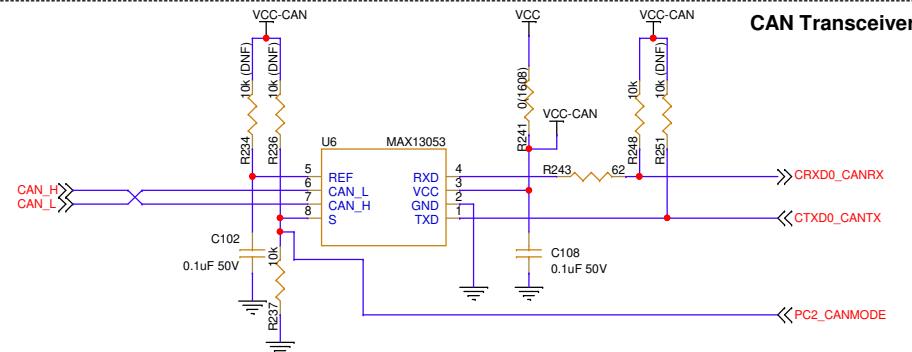 VCC-CAN
VCC
VCC-CAN
CAN Transceiver
10k (DNF)
10k (DNF)
0(1608)
10k
10k (DNF)
VCC-CAN
R234
R236
R241
R248
R251
U6
MAX13053
5
REF
RXD
4
R243
62
CRXD0_CANRX
CAN_H
6
CAN_L
VCC
3
CAN_L
7
CAN_H
GND
2
8
S
TXD
1
CTXD0_CANTX
C102
0.1uF 50V
10k
R237
C108
0.1uF 50V
PC2_CANMODE